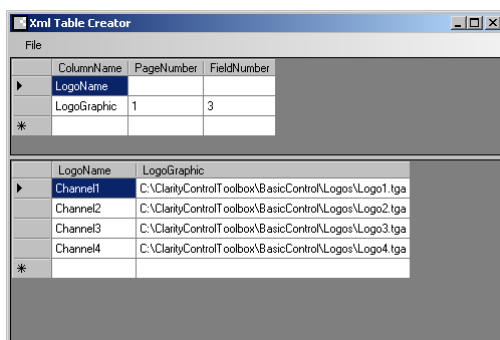 Xml Table Creator
File
ColumnName PageNumber FieldNumber
LogoName
LogoGraphic 1 3
LogoName LogoGraphic
Channel1 C:\ClarityControlToolbox\BasicControl\Logos\Logo1.tga
Channel2 C:\ClarityControlToolbox\BasicControl\Logos\Logo2.tga
Channel3 C:\ClarityControlToolbox\BasicControl\Logos\Logo3.tga
Channel4 C:\ClarityControlToolbox\BasicControl\Logos\Logo4.tga